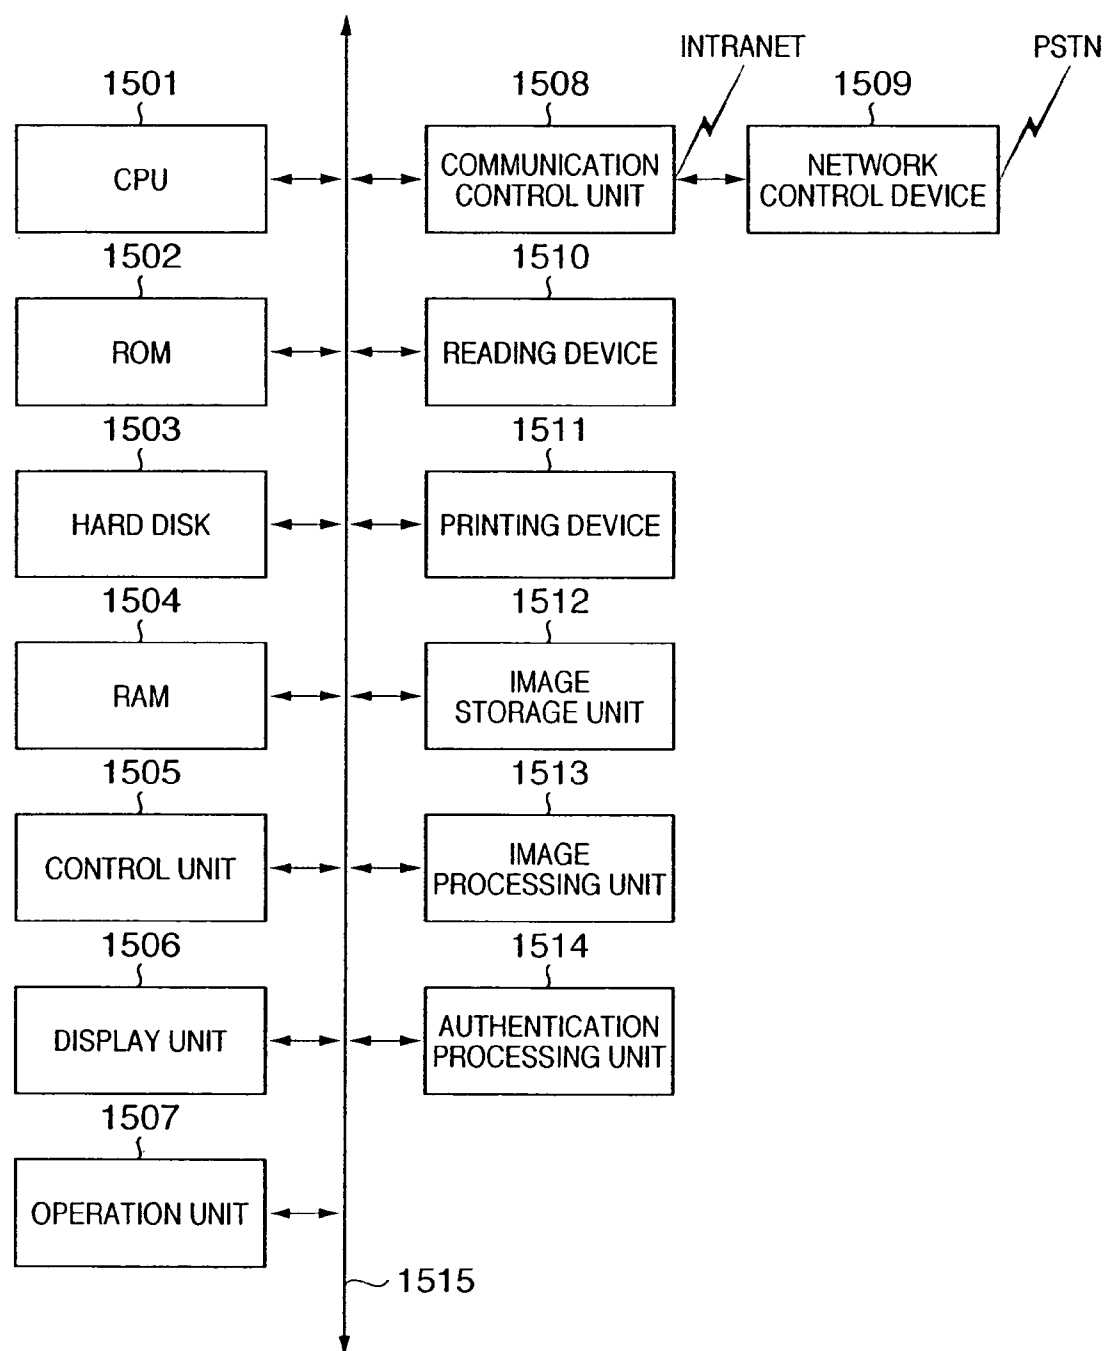 INTRANET
PSTN
1501
1508
1509
CPU
COMMUNICATION
CONTROL UNIT
NETWORK
CONTROL DEVICE
1502
1510
ROM
READING DEVICE
1503
1511
HARD DISK
PRINTING DEVICE
1504
1512
RAM
IMAGE
STORAGE UNIT
1505
1513
CONTROL UNIT
IMAGE
PROCESSING UNIT
1506
1514
DISPLAY UNIT
AUTHENTICATION
PROCESSING UNIT
1507
OPERATION UNIT
1515